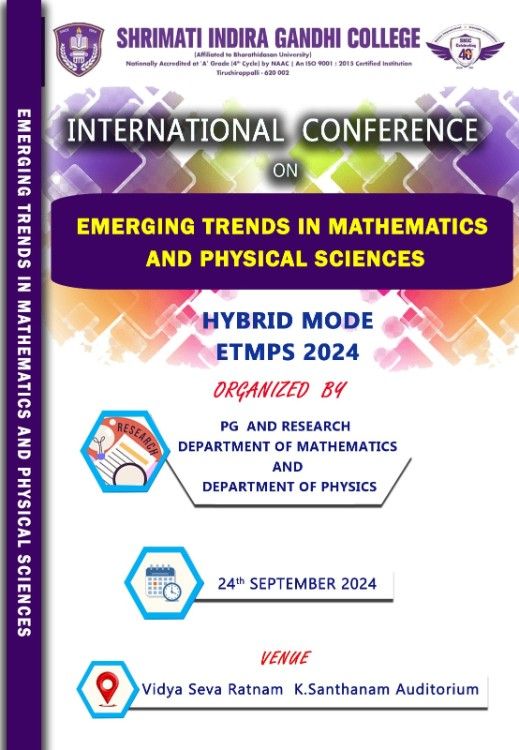 SHRIMATI INDIRA GANDHI COLLEGE
(Affiliated to Bharathidasan University)
Nationally Accredited at 'A' Grade (4th Cycle) by NAAC | An ISO 9001 : 2015 Certified Institution
Tiruchirappalli - 620 002
INTERNATIONAL CONFERENCE
ON
EMERGING TRENDS IN MATHEMATICS
AND PHYSICAL SCIENCES
HYBRID MODE
ETMPS 2024
ORGANIZED BY
RESEARCH
PG AND RESEARCH
DEPARTMENT OF MATHEMATICS
AND
DEPARTMENT OF PHYSICS
24th SEPTEMBER 2024
VENUE
Vidya Seva Ratnam K.Santhanam Auditorium
EMERGING TRENDS IN MATHEMATICS AND PHYSICAL SCIENCES